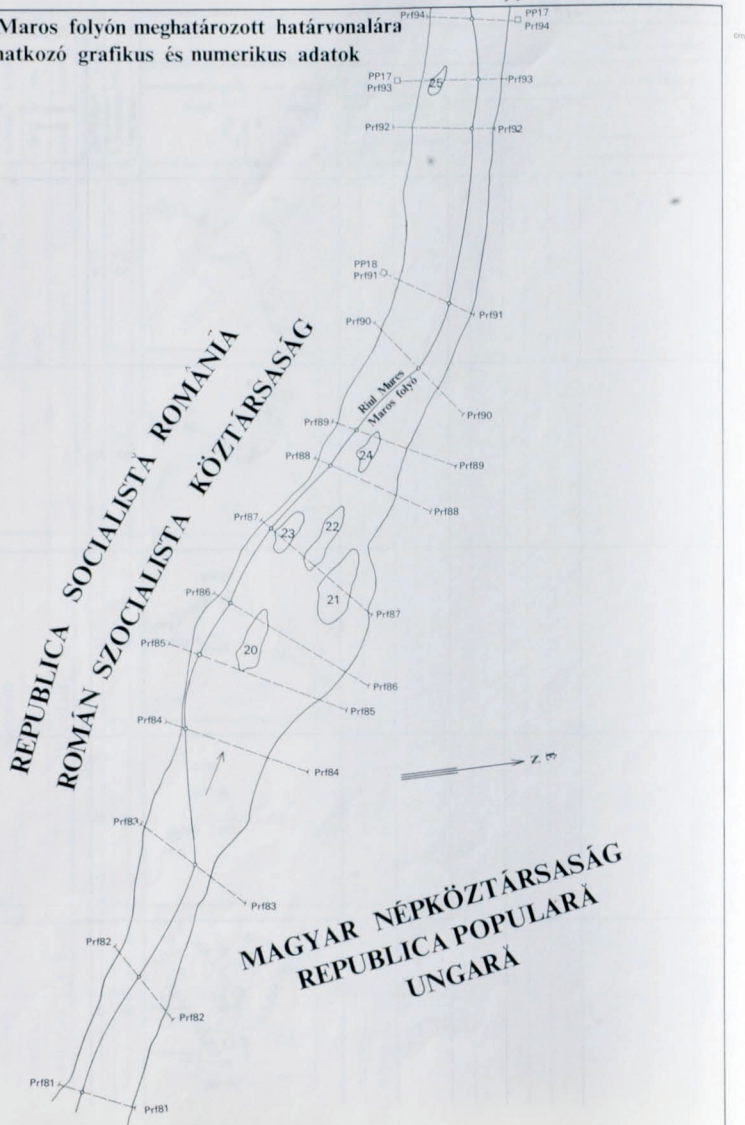 Maros folyón meghatározott határvonalára
natkozó grafikus és numerikus adatok
Prf94
PP17
Prf94
PP17
Prf93
25
Prf93
Prf92
Prf92
PP18
Prf91
Prf91
Prf90
Rîul Mureș
Maros folyó
Prf90
Prf89
24
Prf89
Prf88
Prf88
Prf87
23
22
21
Prf87
Prf86
20
Prf86
Prf85
Prf85
Prf84
Prf84
REPUBLICA SOCIALISTĂ ROMÂNIĂ
ROMÁN SZOCIALISTA KÖZTÁRSASÁG
Prf83
Prf83
MAGYAR NÉPKÖZTÁRSASÁG
REPUBLICA POPULARĂ
UNGARĂ
Prf82
Prf82
Prf81
Prf81